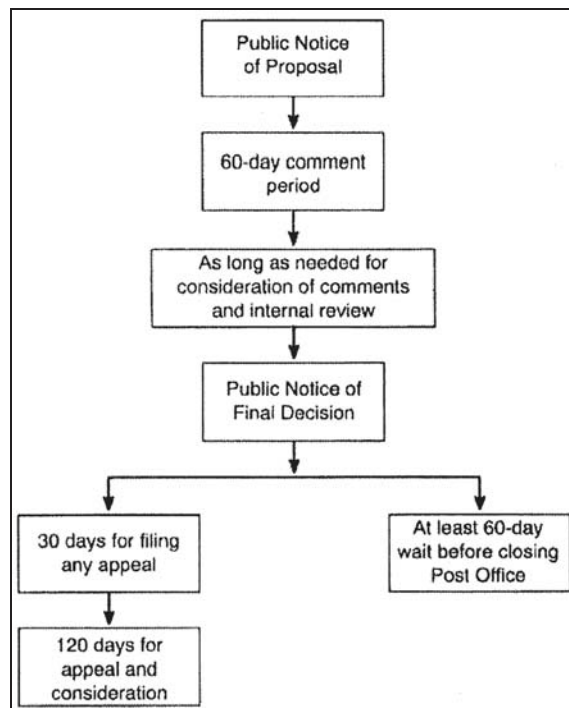 Public Notice
of Proposal
60-day comment
period
As long as needed for
consideration of comments
and internal review
Public Notice of
Final Decision
30 days for filing
any appeal
At least 60-day
wait before closing
Post Office
120 days for
appeal and
consideration